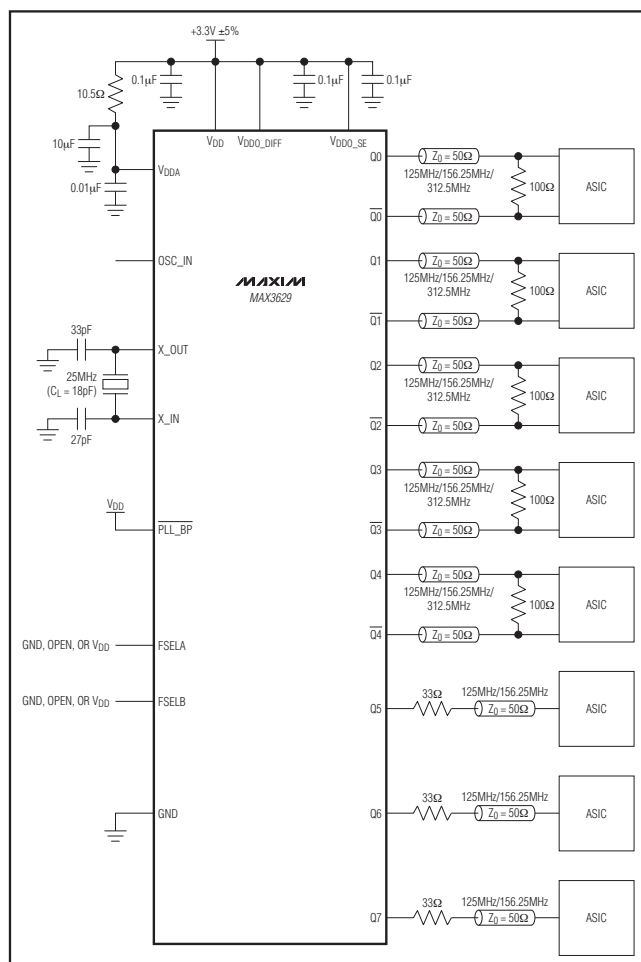 +3.3V ±5%
10.5Ω
0.1µF
0.1µF
0.1µF
10µF
0.01µF
VDD
VDDO_DIFF
VDDO_SE
VDDA
OSC_IN
MAXIM
MAX3629
33pF
X_OUT
25MHz
(CL = 18pF)
X_IN
27pF
VDD
PLL_BP
GND, OPEN, OR VDD
FSELA
GND, OPEN, OR VDD
FSELB
GND
Q0
Z0 = 50Ω
125MHz/156.25MHz/
312.5MHz
100Ω
ASIC
Q0
Z0 = 50Ω
Q1
Z0 = 50Ω
125MHz/156.25MHz/
312.5MHz
100Ω
ASIC
Q1
Z0 = 50Ω
Q2
Z0 = 50Ω
125MHz/156.25MHz/
312.5MHz
100Ω
ASIC
Q2
Z0 = 50Ω
Q3
Z0 = 50Ω
125MHz/156.25MHz/
312.5MHz
100Ω
ASIC
Q3
Z0 = 50Ω
Q4
Z0 = 50Ω
125MHz/156.25MHz/
312.5MHz
100Ω
ASIC
Q4
Z0 = 50Ω
Q5
33Ω
125MHz/156.25MHz
Z0 = 50Ω
ASIC
Q6
33Ω
125MHz/156.25MHz
Z0 = 50Ω
ASIC
Q7
33Ω
125MHz/156.25MHz
Z0 = 50Ω
ASIC